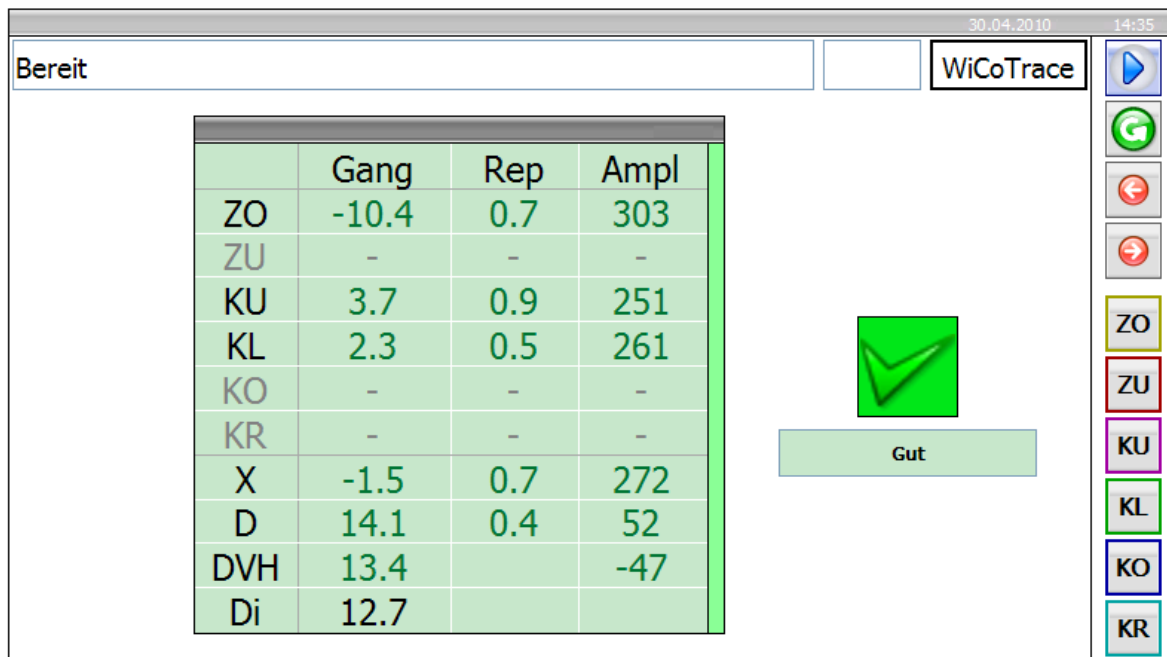 30.04.2010 14:35
Bereit WiCoTrace
Gang Rep Ampl
ZO -10.4 0.7 303
ZU - - -
KU 3.7 0.9 251
KL 2.3 0.5 261
KO - - -
KR - - -
X -1.5 0.7 272
D 14.1 0.4 52
DVH 13.4 -47
Di 12.7
Gut
ZO
ZU
KU
KL
KO
KR